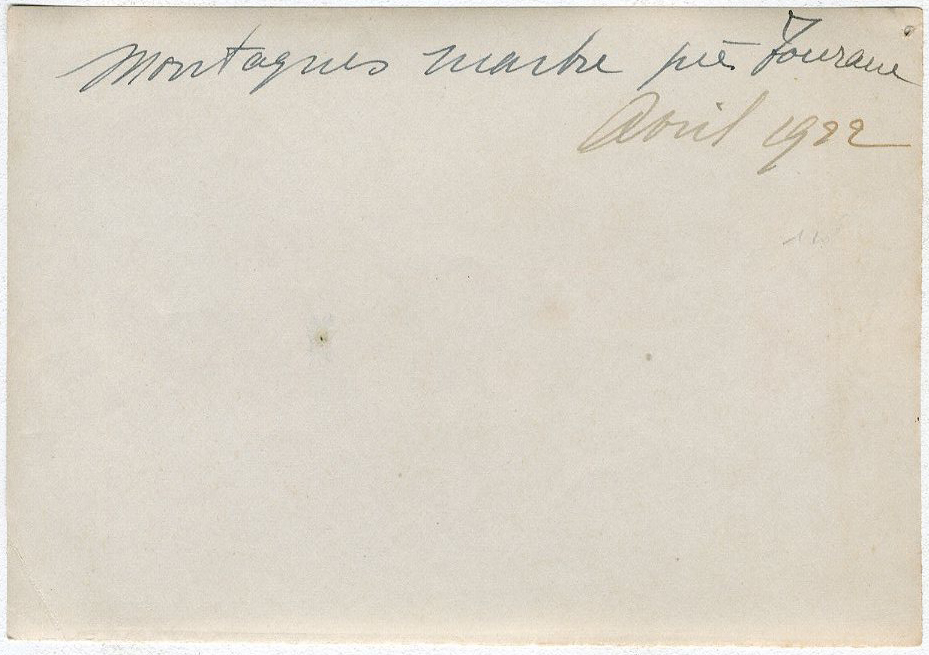 Montagnes marbre près Tourane
Avril 1922